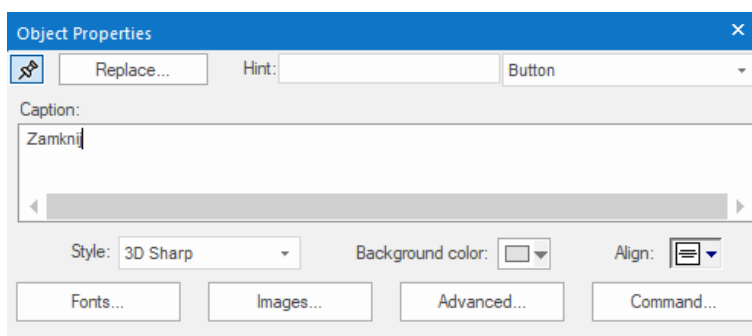 Object Properties
Replace... Hint: Button
Caption:
Zamknij
Style: 3D Sharp Background color: Align:
Fonts... Images... Advanced... Command...